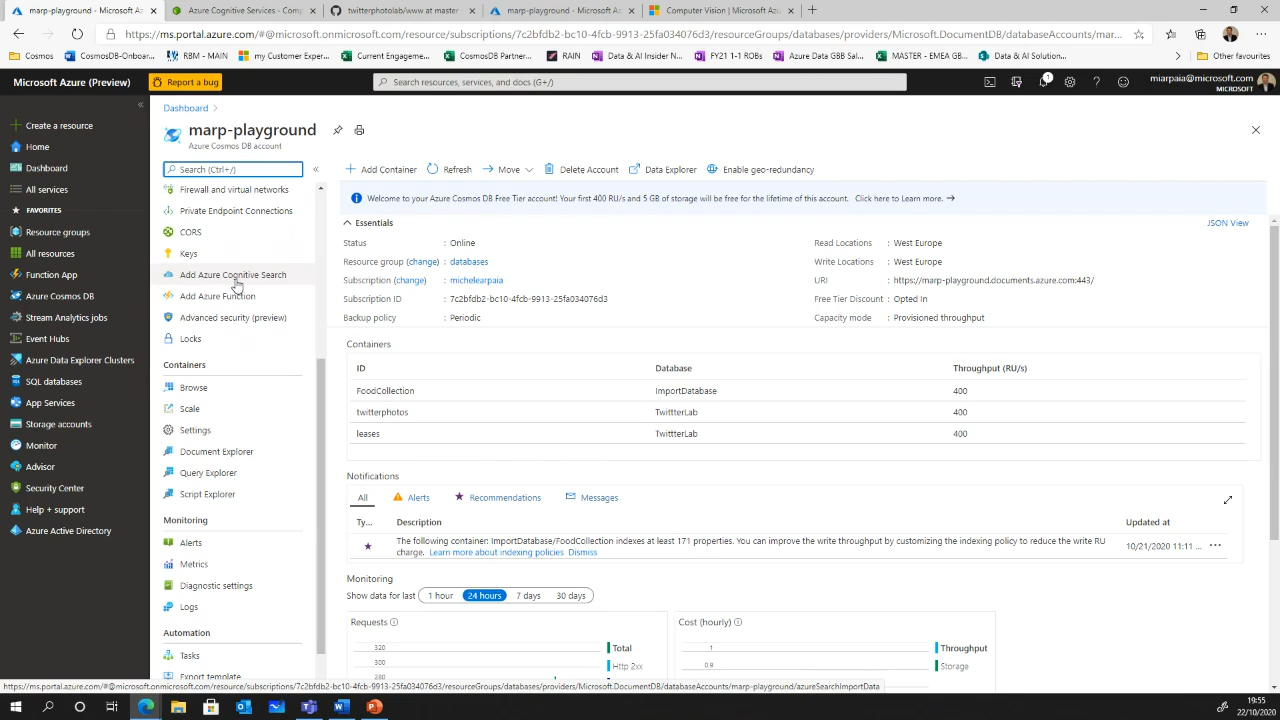 marp-playground - Microsoft Azu
Azure Cognitive Services - Comp
twitterphotolab/www at master
marp-playground - Microsoft Azu
Computer Vision | Microsoft Azu
https://ms.portal.azure.com/#@microsoft.onmicrosoft.com/resource/subscriptions/7c2bfdb2-bc10-4fcb-9913-25fa034076d3/resourceGroups/databases/providers/Microsoft.DocumentDB/databaseAccounts/mar...
Cosmos
COSMOSDB-Onboar...
RBM - MAIN
my Customer Exper...
Current Engagem...
CosmosDB Partner...
RAIN
Data & AI Insider N...
FY21 1-1 ROBs
Azure Data GBB Sal...
MASTER - EMEA GB...
Data & AI Solution...
Other favourites
Microsoft Azure (Preview)
Report a bug
Search resources, services, and docs (G+/)
1
miarpaia@microsoft.com
MICROSOFT
Create a resource
Home
Dashboard
All services
FAVORITES
Resource groups
All resources
Function App
Azure Cosmos DB
Stream Analytics jobs
Event Hubs
Azure Data Explorer Clusters
SQL databases
App Services
Storage accounts
Monitor
Advisor
Security Center
Help + support
Azure Active Directory
Dashboard >
marp-playground
Azure Cosmos DB account
Search (Ctrl+/)
Firewall and virtual networks
Private Endpoint Connections
CORS
Keys
Add Azure Cognitive Search
Add Azure Function
Advanced security (preview)
Locks
Containers
Browse
Scale
Settings
Document Explorer
Query Explorer
Script Explorer
Monitoring
Alerts
Metrics
Diagnostic settings
Logs
Automation
Tasks
Export template
Add Container
Refresh
Move
Delete Account
Data Explorer
Enable geo-redundancy
Welcome to your Azure Cosmos DB Free Tier account! Your first 400 RU/s and 5 GB of storage will be free for the lifetime of this account. Click here to Learn more.
Essentials
JSON View
Status : Online
Resource group (change) : databases
Subscription (change) : michelearpaia
Subscription ID : 7c2bfdb2-bc10-4fcb-9913-25fa034076d3
Backup policy : Periodic
Read Locations : West Europe
Write Locations : West Europe
URI : https://marp-playground.documents.azure.com:443/
Free Tier Discount : Opted In
Capacity mode : Provisioned throughput
Containers
ID Database Throughput (RU/s)
FoodCollection ImportDatabase 400
twitterphotos TwittterLab 400
leases TwittterLab 400
Notifications
All Alerts Recommendations Messages
Ty... Description Updated at
The following container: ImportDatabase/FoodCollection indexes at least 171 properties. You can improve the write throughput by customizing the indexing policy to reduce the write RU
charge. Learn more about indexing policies Dismiss
10/21/2020 11:11 ...
Monitoring
Show data for last 1 hour 24 hours 7 days 30 days
Requests
320
300
280
Total
Http 2xx
Cost (hourly)
1
0.9
Throughput
Storage
https://ms.portal.azure.com/#@microsoft.onmicrosoft.com/resource/subscriptions/7c2bfdb2-bc10-4fcb-9913-25fa034076d3/resourceGroups/databases/providers/Microsoft.DocumentDB/databaseAccounts/marp-playground/azureSearchImportData
19:55
22/10/2020